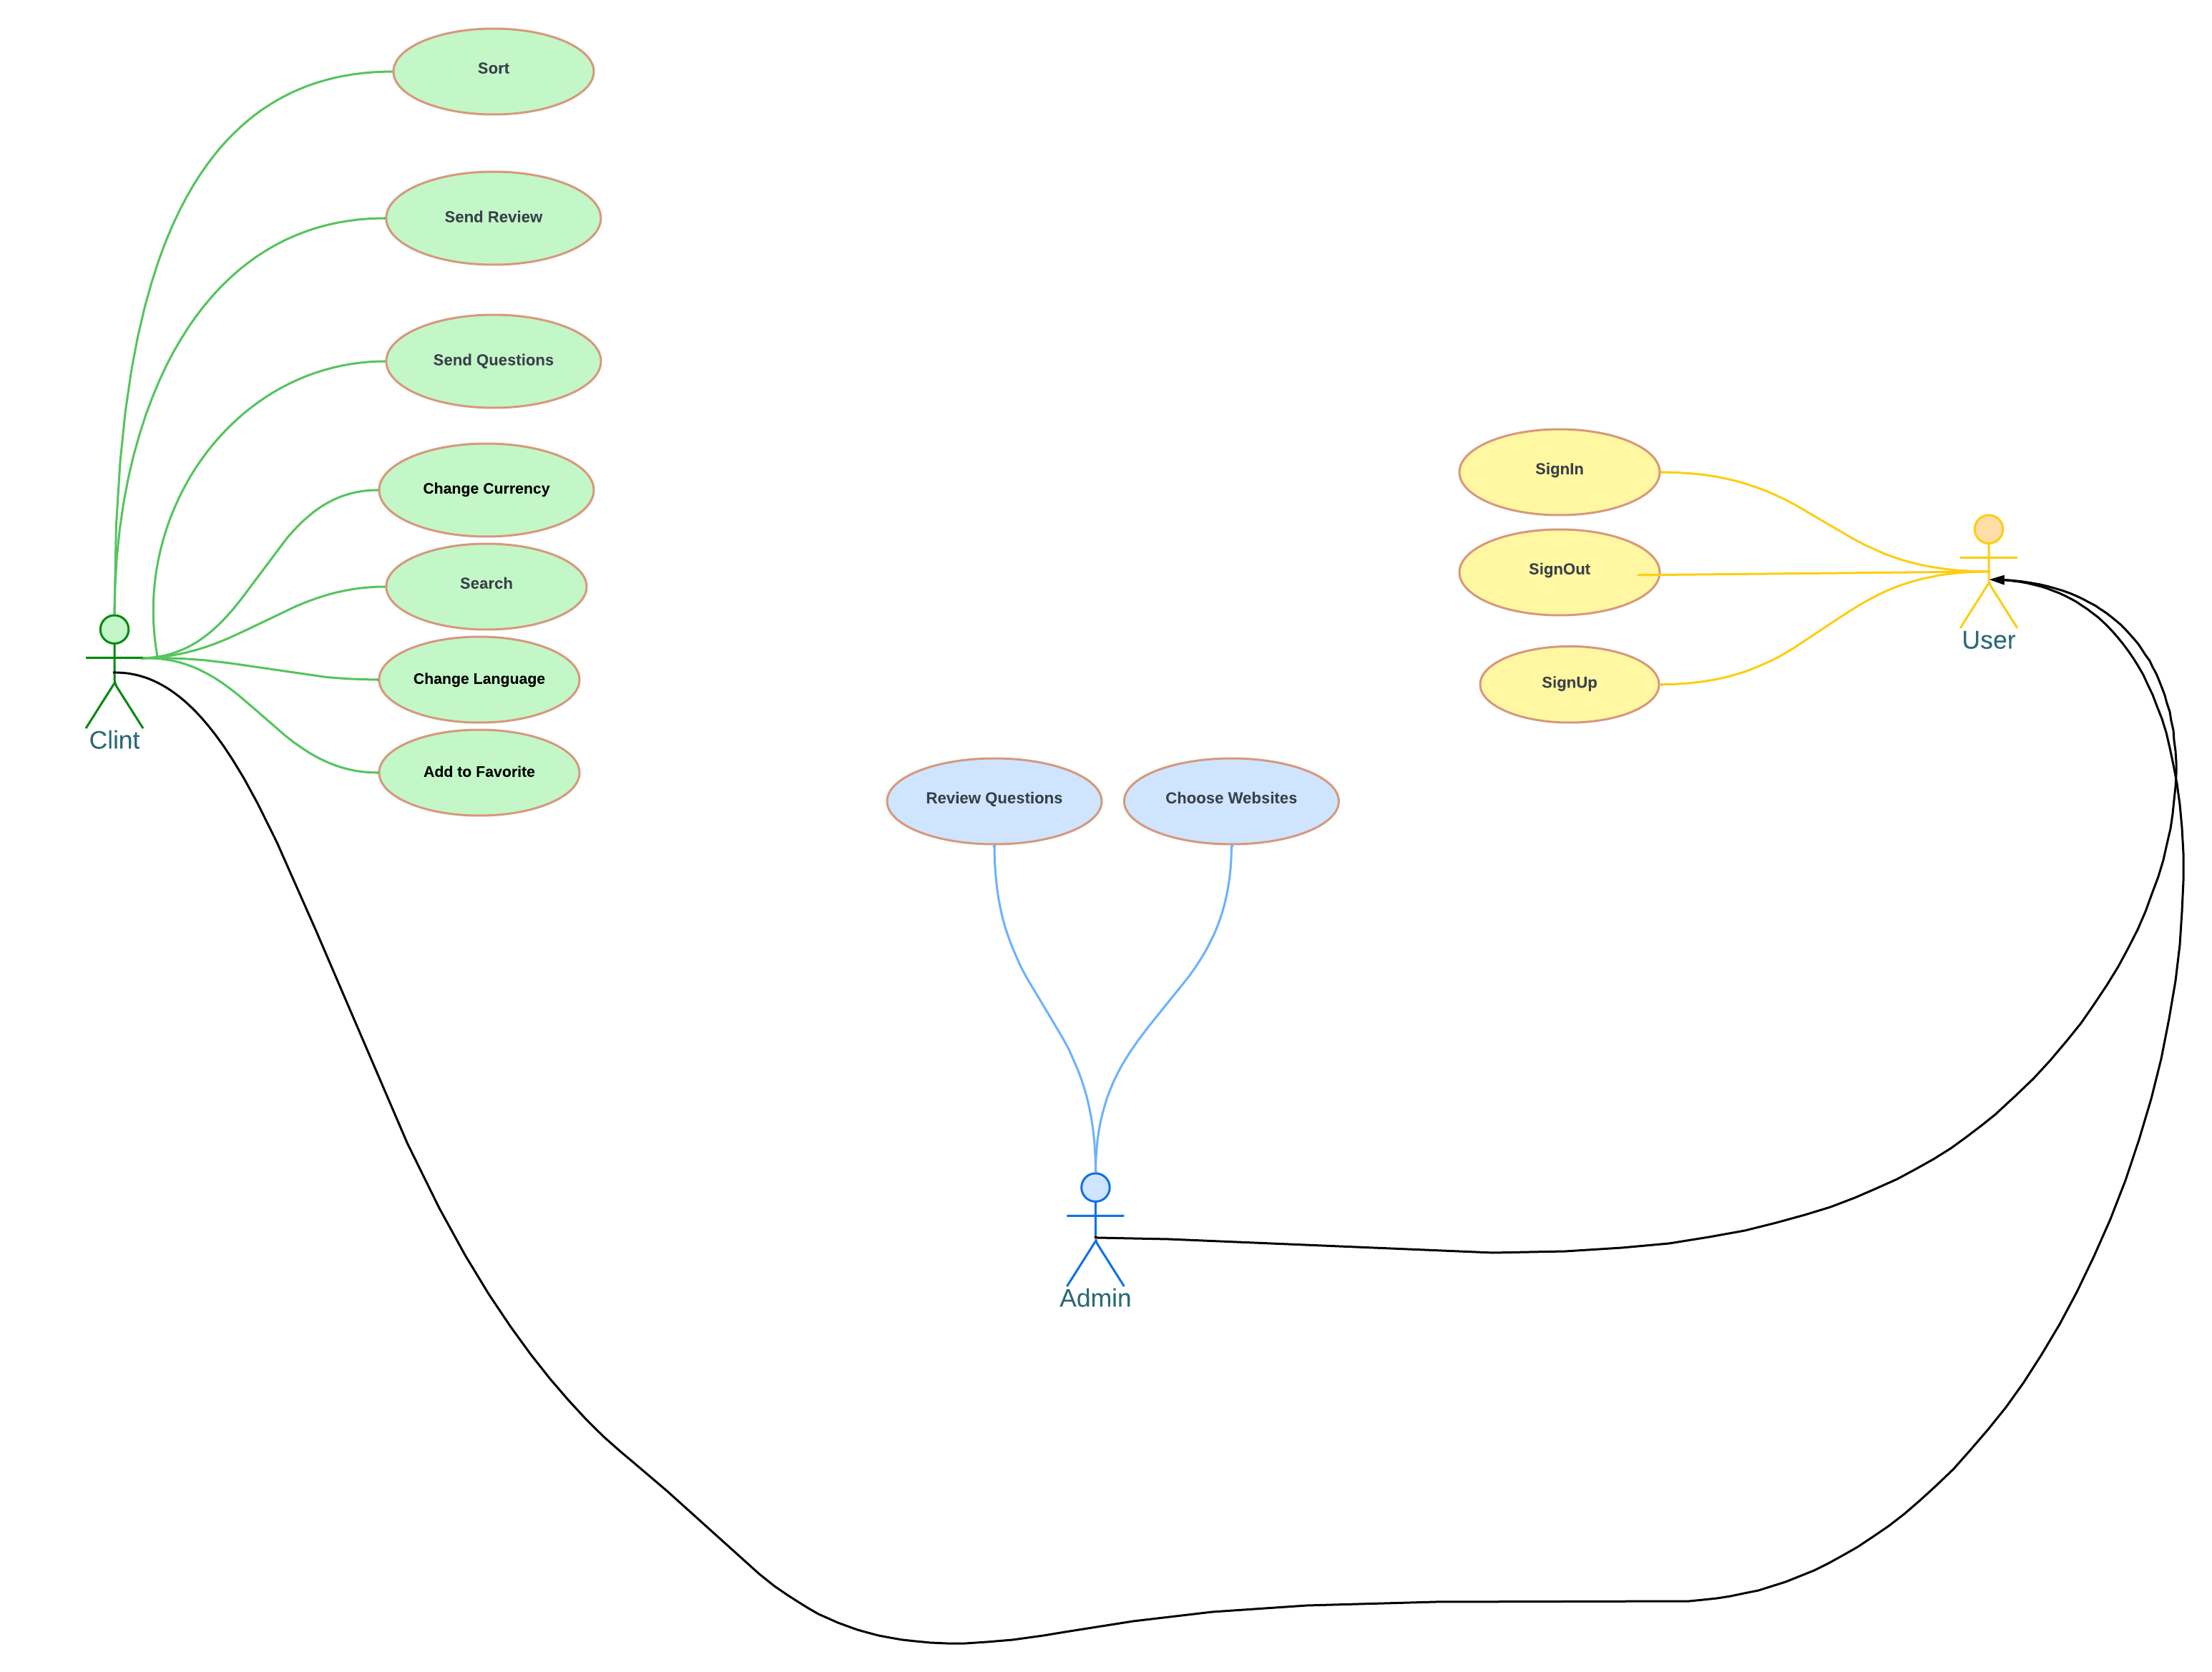 Sort
Send Review
Send Questions
Change Currency
Search
Change Language
Add to Favorite
Clint
SignIn
SignOut
SignUp
User
Review Questions
Choose Websites
Admin